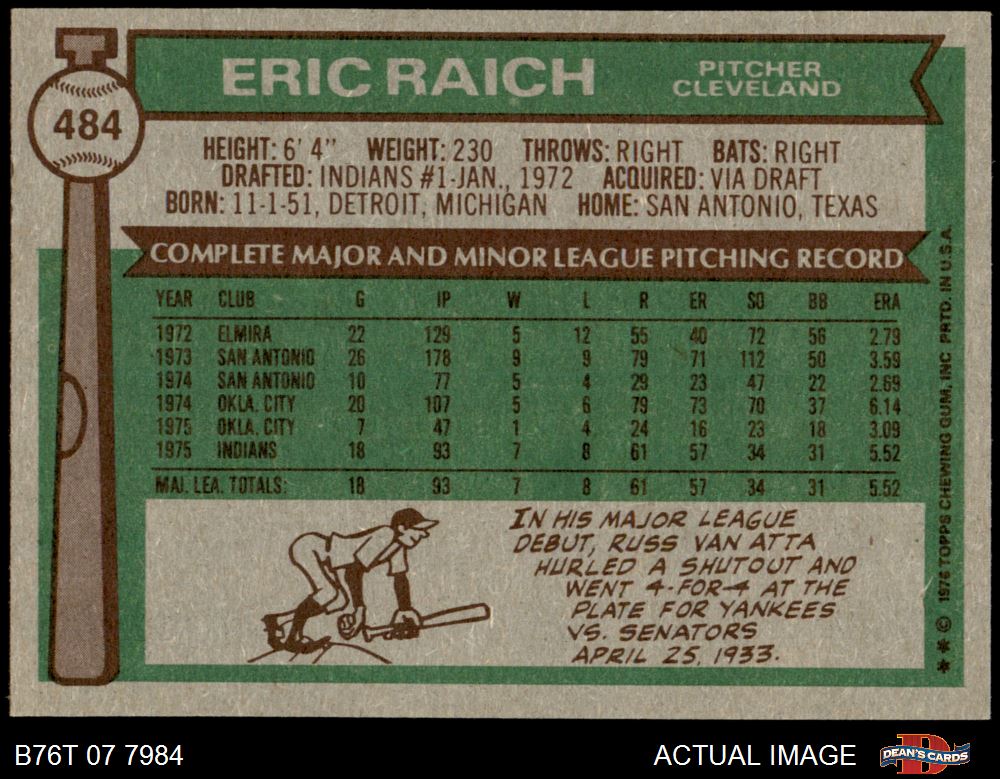 ERIC RAICH
PITCHER
CLEVELAND
484
HEIGHT: 6' 4" WEIGHT: 230 THROWS: RIGHT BATS: RIGHT
DRAFTED: INDIANS #1-JAN., 1972 ACQUIRED: VIA DRAFT
BORN: 11-1-51, DETROIT, MICHIGAN HOME: SAN ANTONIO, TEXAS
COMPLETE MAJOR AND MINOR LEAGUE PITCHING RECORD
YEAR CLUB G IP W L R ER SO BB ERA
1972 ELMIRA 22 129 5 12 55 40 72 56 2.79
1973 SAN ANTONIO 26 178 9 9 79 71 112 50 3.59
1974 SAN ANTONIO 10 77 5 4 29 23 47 22 2.69
1974 OKLA. CITY 20 107 5 6 79 73 70 37 6.14
1975 OKLA. CITY 7 47 1 4 24 16 23 18 3.09
1975 INDIANS 18 93 7 8 61 57 34 31 5.52
MAJ. LEA. TOTALS: 18 93 7 8 61 57 34 31 5.52
IN HIS MAJOR LEAGUE
DEBUT, RUSS VAN ATTA
HURLED A SHUTOUT AND
WENT 4-FOR-4 AT THE
PLATE FOR YANKEES
VS. SENATORS
APRIL 25, 1933.
** © 1976 TOPPS CHEWING GUM, INC. PRTD. IN U.S.A.
B76T 07 7984
ACTUAL IMAGE
DEAN'S CARDS